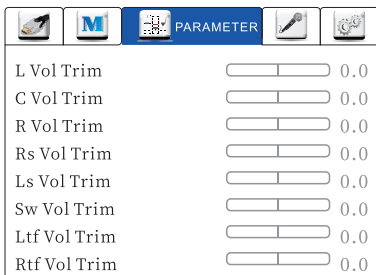 M
PARAMETER
L Vol Trim 0.0
C Vol Trim 0.0
R Vol Trim 0.0
Rs Vol Trim 0.0
Ls Vol Trim 0.0
Sw Vol Trim 0.0
Ltf Vol Trim 0.0
Rtf Vol Trim 0.0